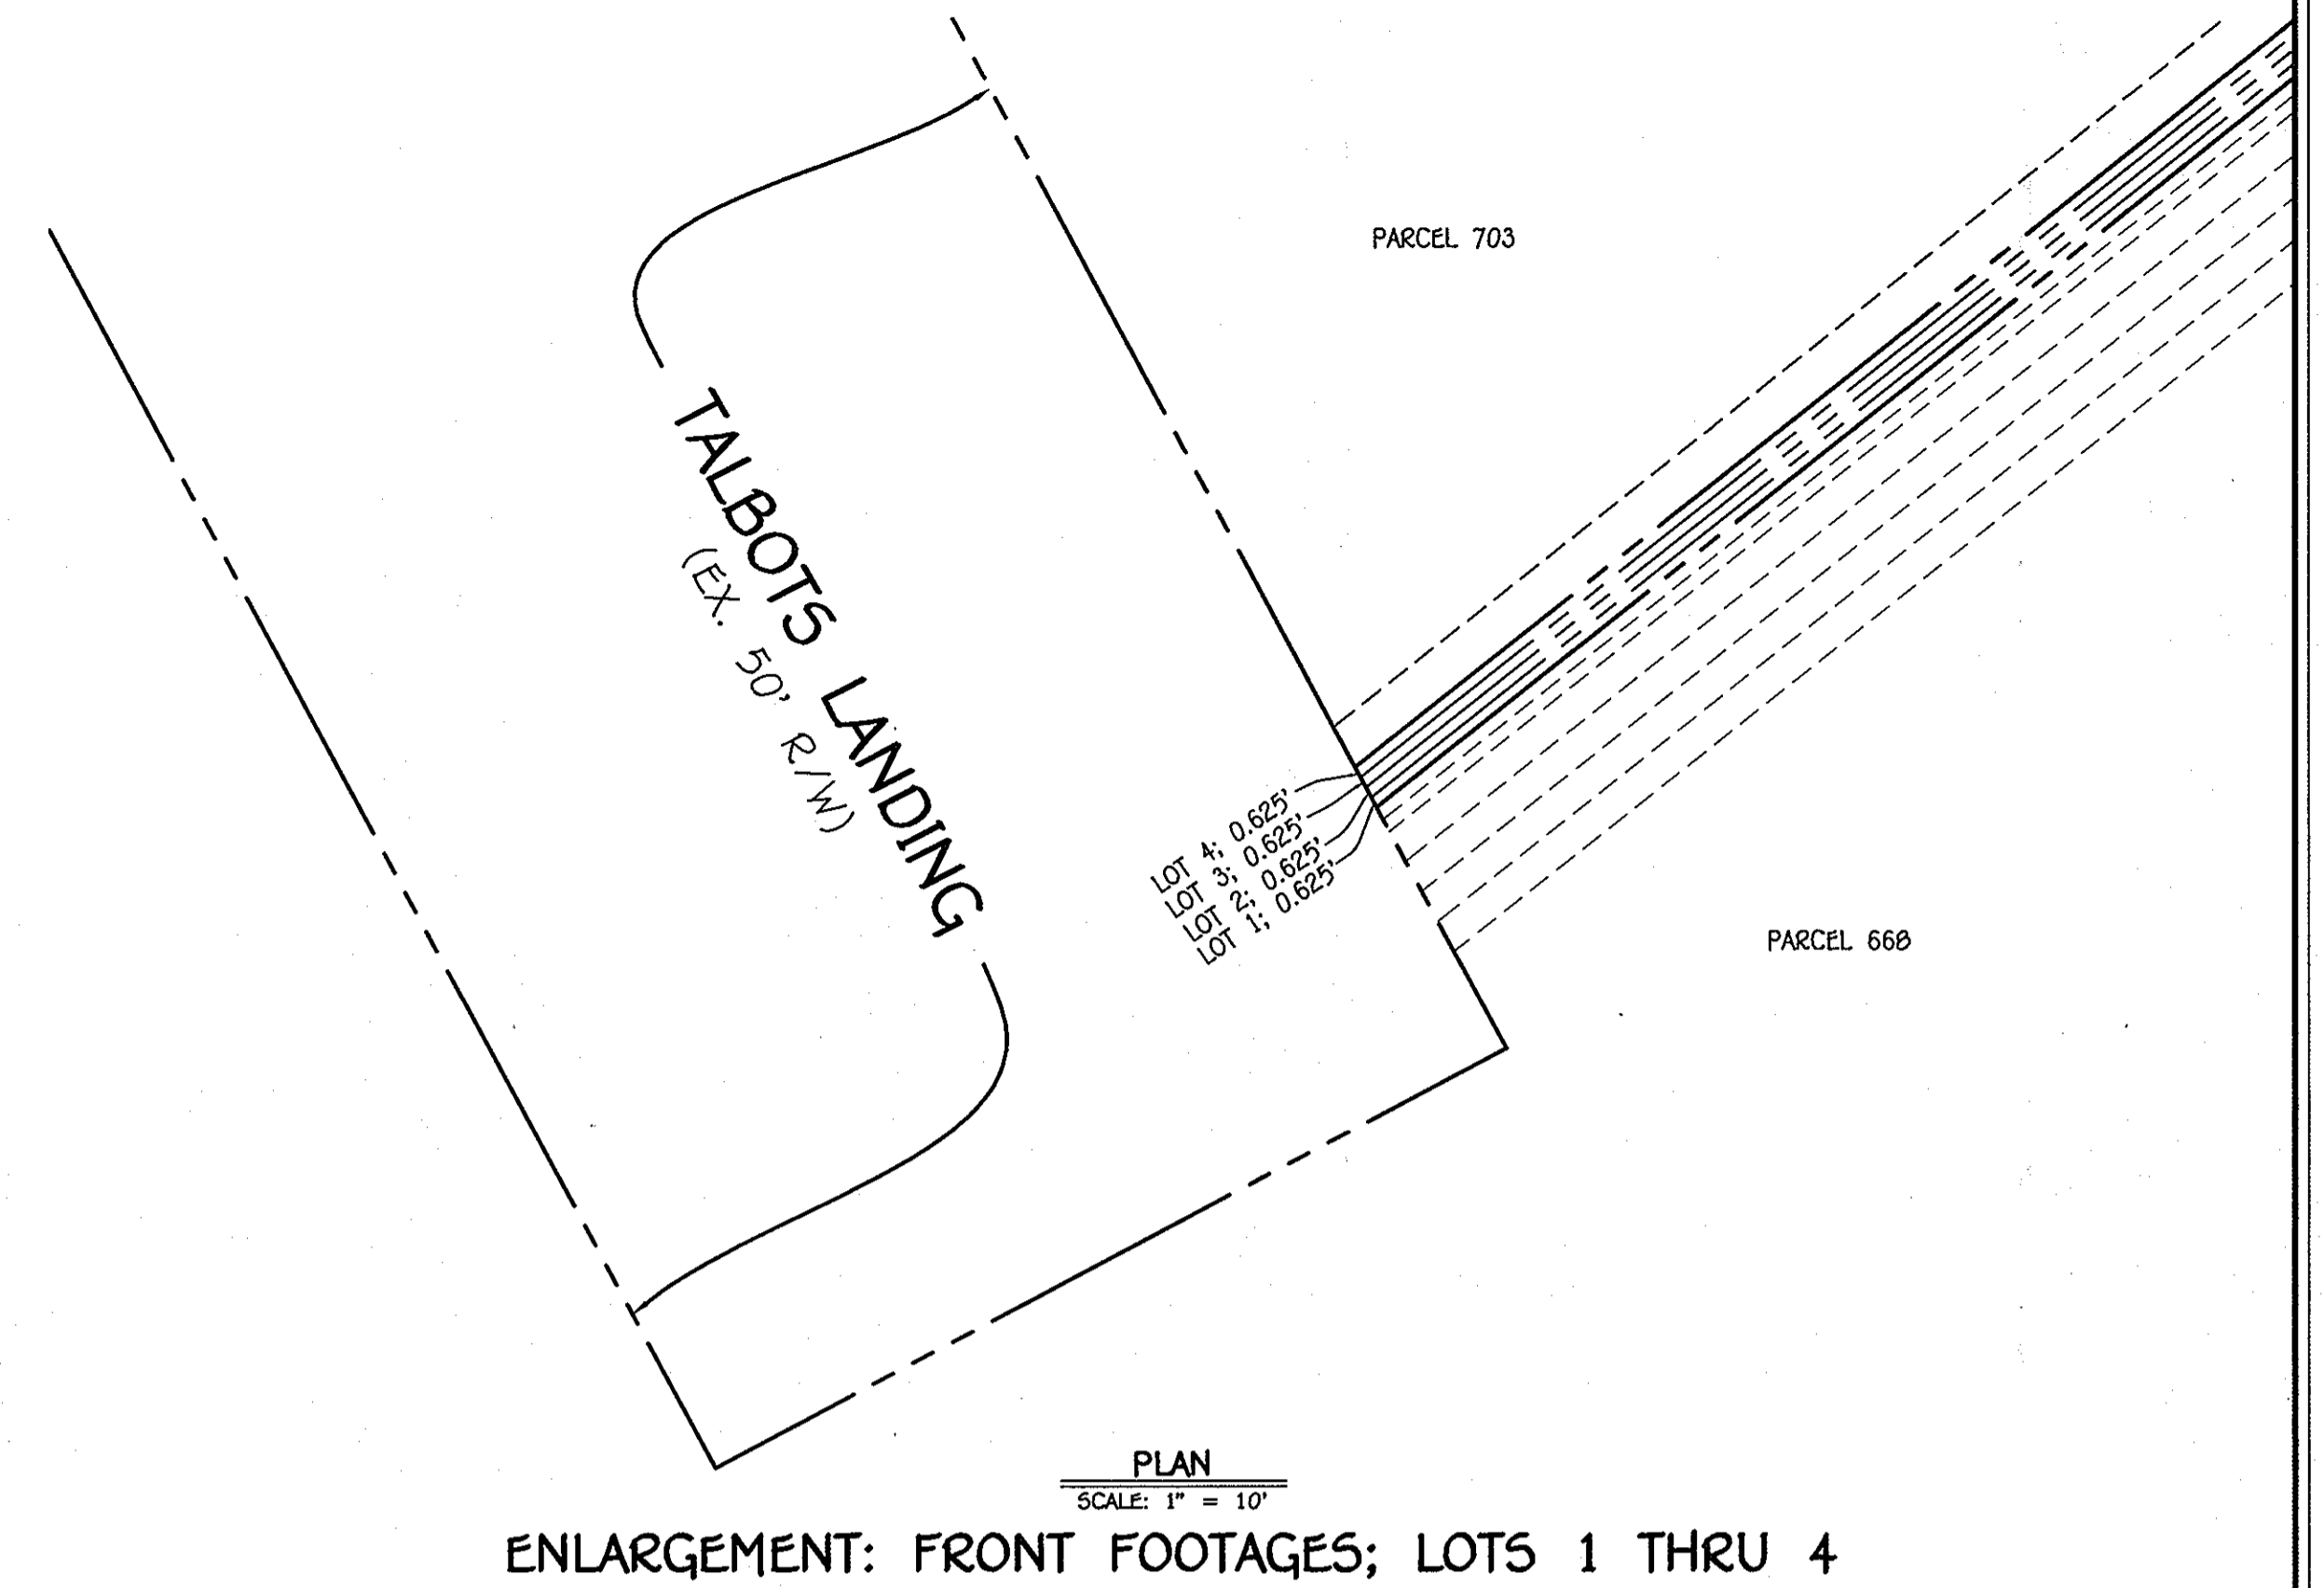 PARCEL 703
TALBOTS LANDING
(EX. 50' R/W)
LOT 4; 0.625'
LOT 3; 0.625'
LOT 2; 0.625'
LOT 1; 0.625'
PARCEL 668
PLAN
SCALE: 1" = 10'
ENLARGEMENT: FRONT FOOTAGES; LOTS 1 THRU 4